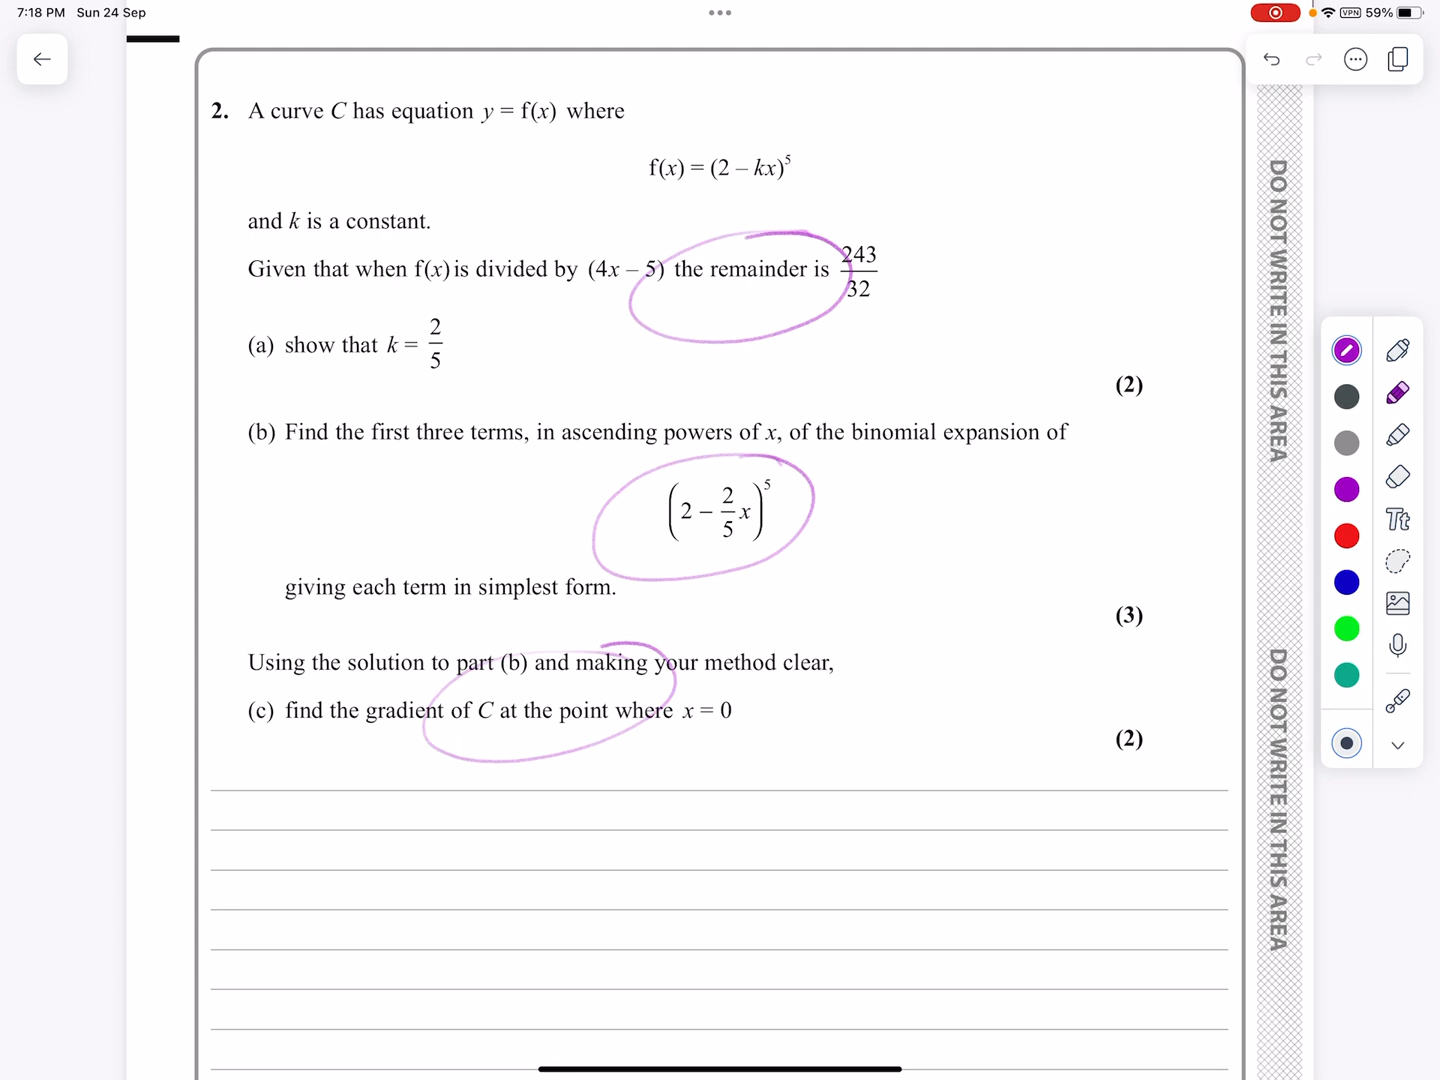 7:18 PM Sun 24 Sep
VPN 59%
2. A curve C has equation y = f(x) where
f(x) = (2 – kx)⁵
and k is a constant.
Given that when f(x) is divided by (4x – 5) the remainder is 243/32
(a) show that k = 2/5
(2)
(b) Find the first three terms, in ascending powers of x, of the binomial expansion of
(2 – 2/5 x)⁵
giving each term in simplest form.
(3)
Using the solution to part (b) and making your method clear,
(c) find the gradient of C at the point where x = 0
(2)
DO NOT WRITE IN THIS AREA
DO NOT WRITE IN THIS AREA
Tt